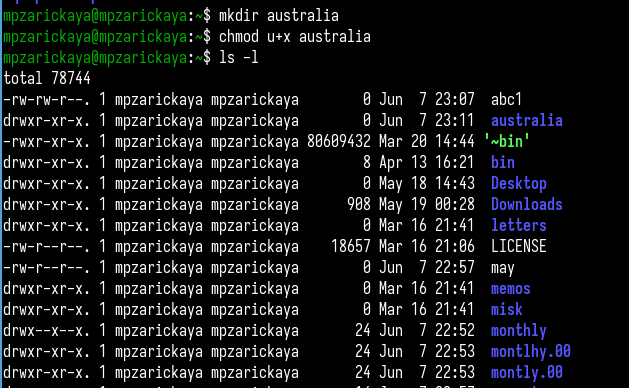 mpzarickaya@mpzarickaya:~$ mkdir australia
mpzarickaya@mpzarickaya:~$ chmod u+x australia
mpzarickaya@mpzarickaya:~$ ls -l
total 78744
-rw-rw-r--. 1 mpzarickaya mpzarickaya 0 Jun 7 23:07 abc1
drwxr-xr-x. 1 mpzarickaya mpzarickaya 0 Jun 7 23:11 australia
-rwxr-xr-x. 1 mpzarickaya mpzarickaya 80609432 Mar 20 14:44 '~bin'
drwxr-xr-x. 1 mpzarickaya mpzarickaya 8 Apr 13 16:21 bin
drwxr-xr-x. 1 mpzarickaya mpzarickaya 0 May 18 14:43 Desktop
drwxr-xr-x. 1 mpzarickaya mpzarickaya 908 May 19 00:28 Downloads
drwxr-xr-x. 1 mpzarickaya mpzarickaya 0 Mar 16 21:41 letters
-rw-r--r--. 1 mpzarickaya mpzarickaya 18657 Mar 16 21:06 LICENSE
-rw-r--r--. 1 mpzarickaya mpzarickaya 0 Jun 7 22:57 may
drwxr-xr-x. 1 mpzarickaya mpzarickaya 0 Mar 16 21:41 memos
drwxr-xr-x. 1 mpzarickaya mpzarickaya 0 Mar 16 21:41 misk
drwx--x--x. 1 mpzarickaya mpzarickaya 24 Jun 7 22:52 monthly
drwxr-xr-x. 1 mpzarickaya mpzarickaya 24 Jun 7 22:53 montlhy.00
drwxr-xr-x. 1 mpzarickaya mpzarickaya 24 Jun 7 22:53 montly.00